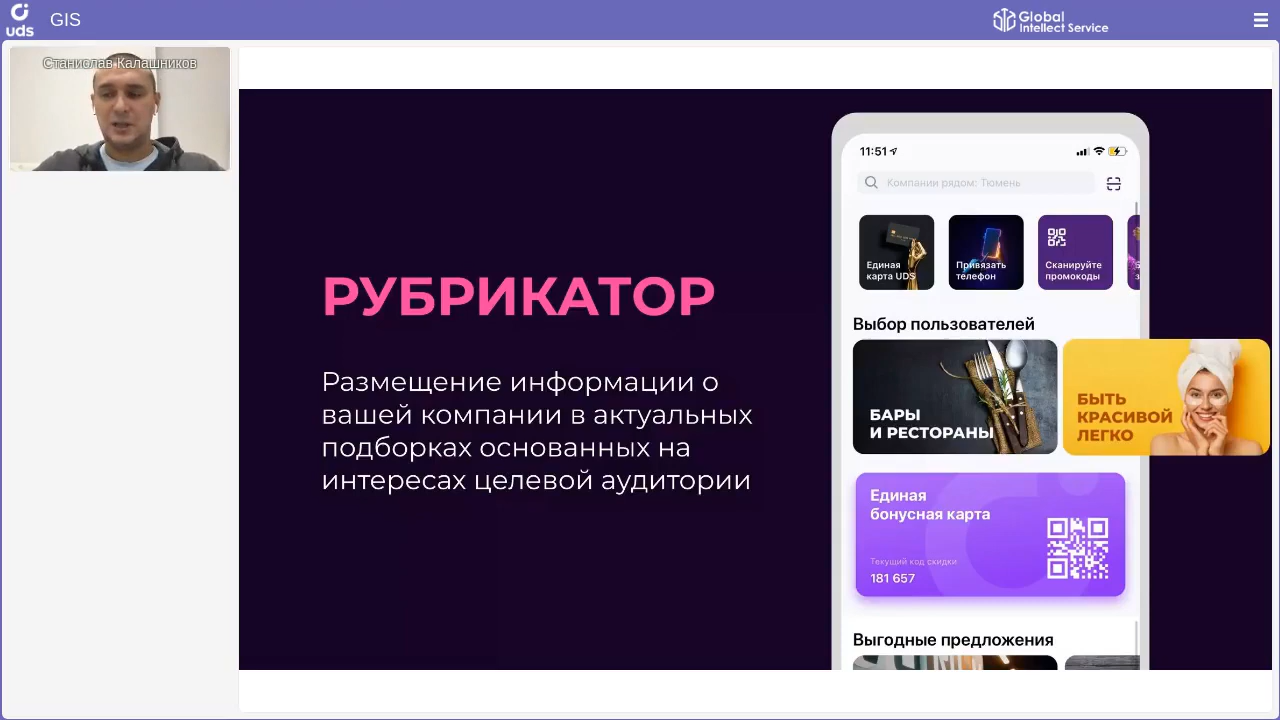 uds
GIS
Global
Intellect Service
Станислав Калашников
РУБРИКАТОР
Размещение информации о
вашей компании в актуальных
подборках основанных на
интересах целевой аудитории
11:51
Компании рядом: Тюмень
Единая
карта UDS
Привязать
телефон
Сканируйте
промокоды
Выбор пользователей
БАРЫ
И РЕСТОРАНЫ
БЫТЬ
КРАСИВОЙ
ЛЕГКО
Единая
бонусная карта
Текущий код скидки
181 657
Выгодные предложения